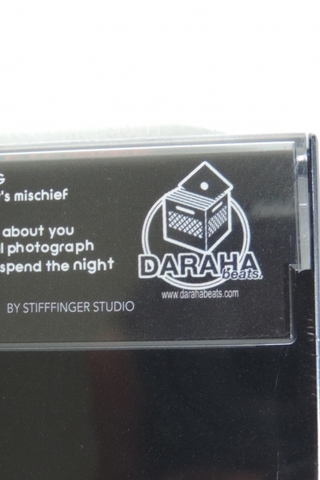 G
's mischief
about you
l photograph
spend the night
BY STIFFFINGER STUDIO
DARAHA
beats.
www.darahabeats.com